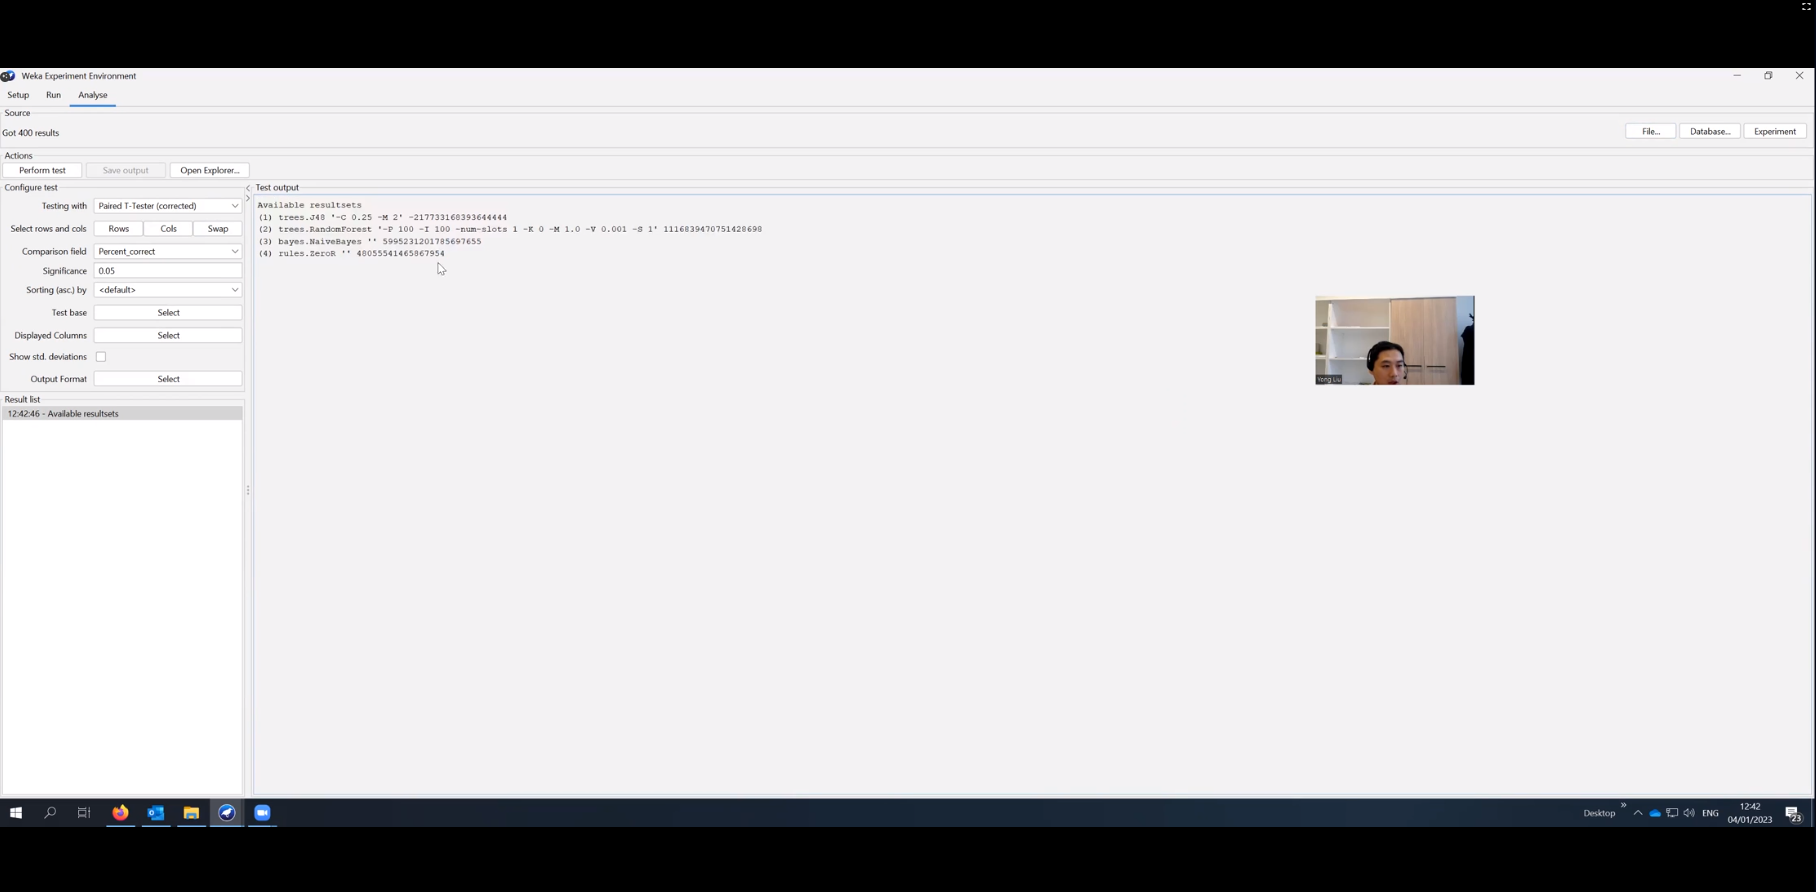 Weka Experiment Environment
Setup Run Analyse
Source
Got 400 results
File... Database... Experiment
Actions
Perform test Save output Open Explorer...
Configure test
Testing with Paired T-Tester (corrected)
Select rows and cols Rows Cols Swap
Comparison field Percent_correct
Significance 0.05
Sorting (asc.) by <default>
Test base Select
Displayed Columns Select
Show std. deviations
Output Format Select
Result list
12:42:46 - Available resultsets
Test output
Available resultsets
(1) trees.J48 '-C 0.25 -M 2' -217733168393644444
(2) trees.RandomForest '-P 100 -I 100 -num-slots 1 -K 0 -M 1.0 -V 0.001 -S 1' 1116839470751428698
(3) bayes.NaiveBayes '' 5995231201785697655
(4) rules.ZeroR '' 48055541465867954
Yong Liu
Desktop ENG
12:42
04/01/2023
23